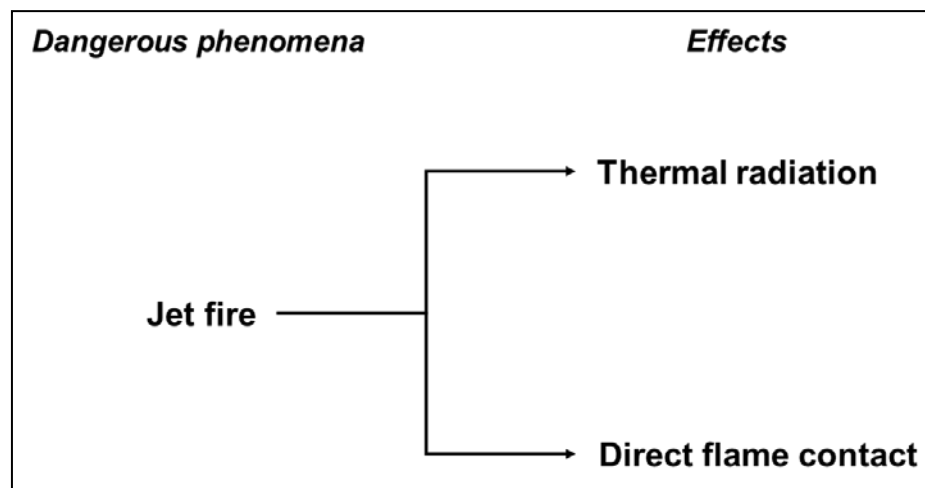 Dangerous phenomena
Effects
Thermal radiation
Jet fire
Direct flame contact